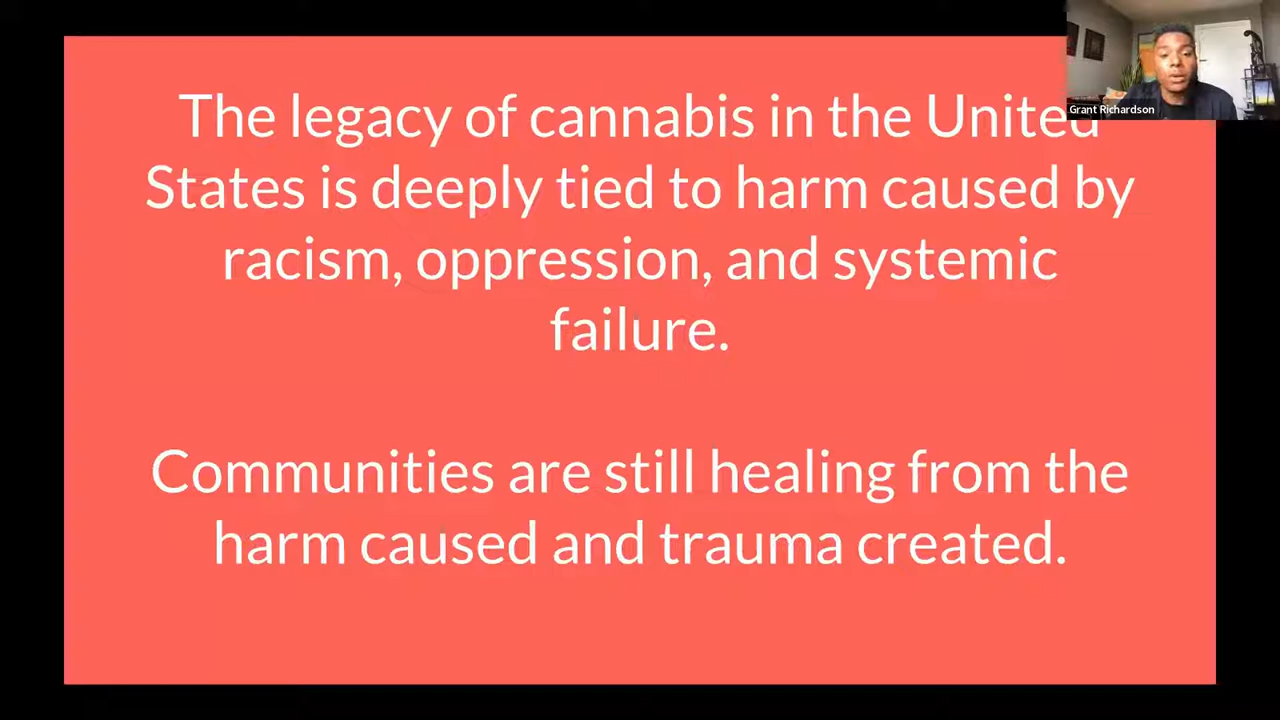 The legacy of cannabis in the United
States is deeply tied to harm caused by
racism, oppression, and systemic
failure.
Communities are still healing from the
harm caused and trauma created.
Grant Richardson